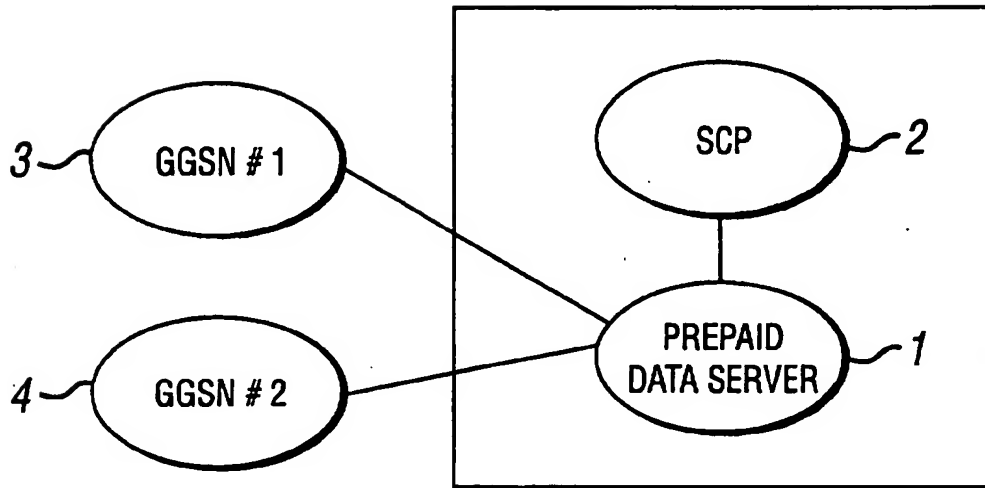 3
GGSN # 1
SCP
2
4
GGSN # 2
PREPAID
DATA SERVER
1